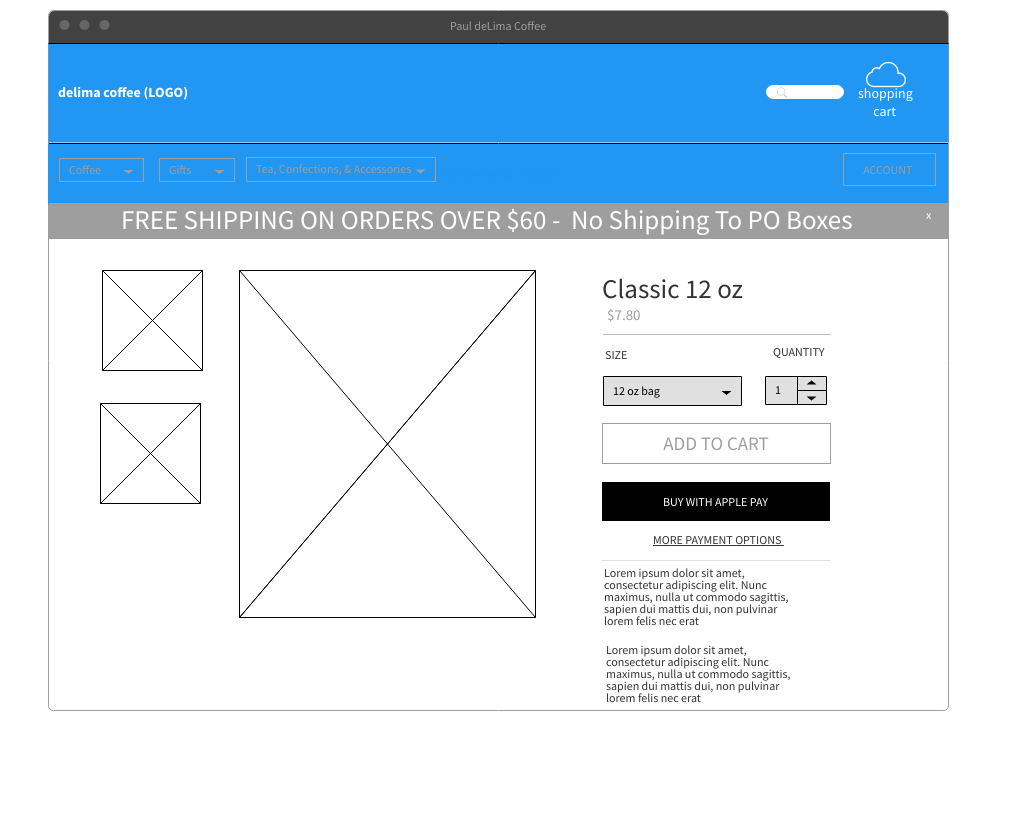 Paul deLima Coffee
delima coffee (LOGO)
shopping
cart
Coffee
Gifts
Tea, Confections, & Accessories
ACCOUNT
FREE SHIPPING ON ORDERS OVER $60 - No Shipping To PO Boxes
x
Classic 12 oz
$7.80
SIZE
QUANTITY
12 oz bag
1
ADD TO CART
BUY WITH APPLE PAY
MORE PAYMENT OPTIONS
Lorem ipsum dolor sit amet,
consectetur adipiscing elit. Nunc
maximus, nulla ut commodo sagittis,
sapien dui mattis dui, non pulvinar
lorem felis nec erat
Lorem ipsum dolor sit amet,
consectetur adipiscing elit. Nunc
maximus, nulla ut commodo sagittis,
sapien dui mattis dui, non pulvinar
lorem felis nec erat